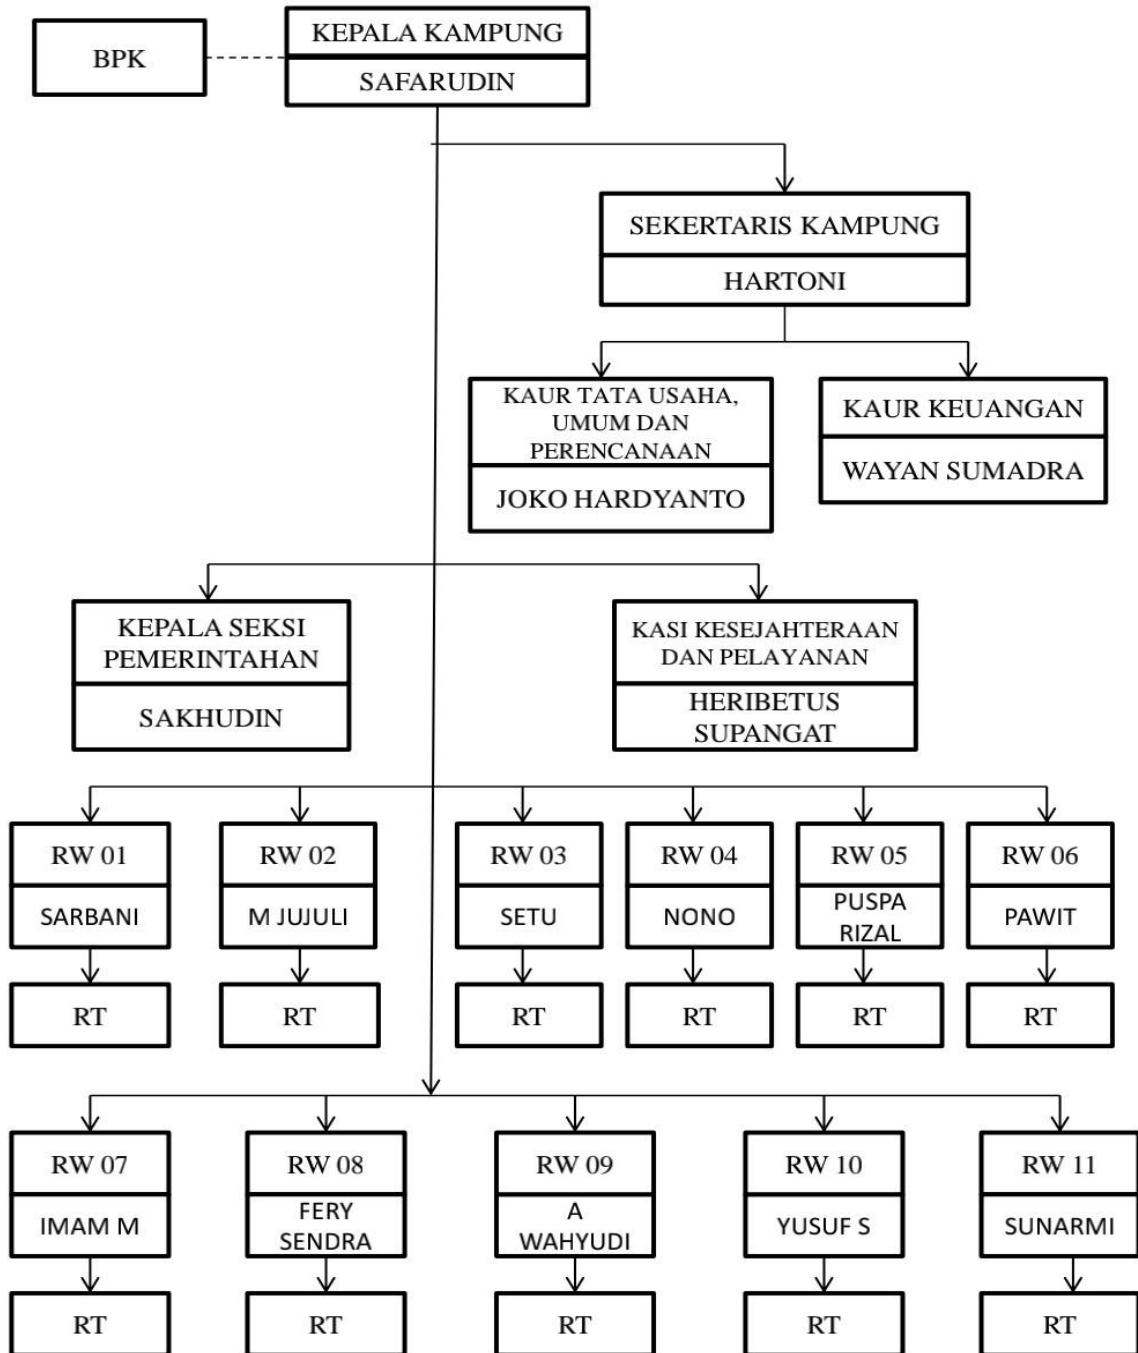 BPK
KEPALA KAMPUNG
SAFARUDIN
SEKERTARIS KAMPUNG
HARTONI
KAUR TATA USAHA,
UMUM DAN
PERENCANAAN
JOKO HARDYANTO
KAUR KEUANGAN
WAYAN SUMADRA
KEPALA SEKSI
PEMERINTAHAN
SAKHUDIN
KASI KESEJAHTERAAN
DAN PELAYANAN
HERIBETUS
SUPANGAT
RW 01
SARBANI
RT
RW 02
M JUJULI
RT
RW 03
SETU
RT
RW 04
NONO
RT
RW 05
PUSPA
RIZAL
RT
RW 06
PAWIT
RT
RW 07
IMAM M
RT
RW 08
FERY
SENDRA
RT
RW 09
A
WAHYUDI
RT
RW 10
YUSUF S
RT
RW 11
SUNARMI
RT